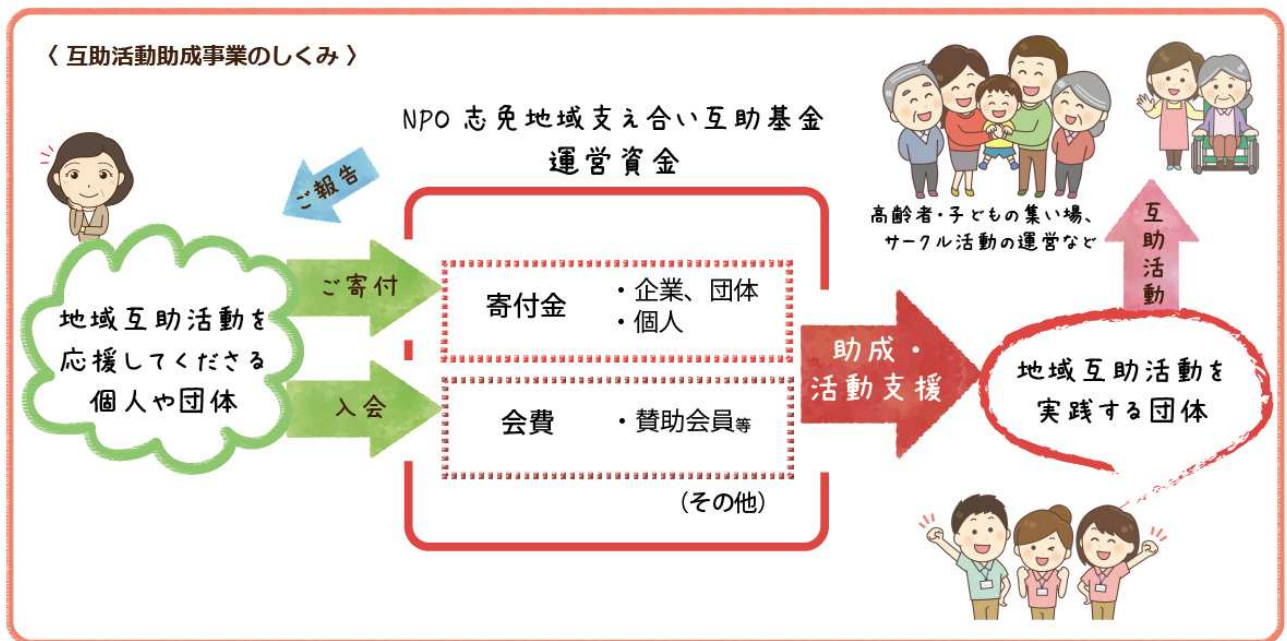 〈 互助活動助成事業のしくみ 〉
NPO 志免地域支え合い互助基金
運営資金
ご報告
地域互助活動を
応援してくださる
個人や団体
ご寄付
入会
寄付金
・企業、団体
・個人
会費
・賛助会員等
(その他)
助成・
活動支援
地域互助活動を
実践する団体
互助活動
高齢者・子どもの集い場、
サークル活動の運営など